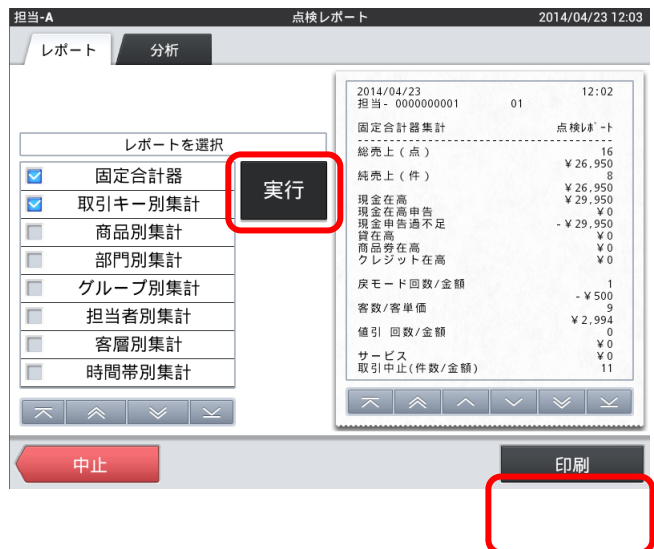 担当-A 点検レポート 2014/04/23 12:03
レポート 分析
レポートを選択
固定合計器
取引キー別集計
商品別集計
部門別集計
グループ別集計
担当者別集計
客層別集計
時間帯別集計
実行
2014/04/23 12:02
担当- 0000000001 01
固定合計器集計 点検ﾚﾎﾟｰﾄ
総売上(点) 16
¥26,950
純売上(件) 8
¥26,950
現金在高 ¥29,950
現金在高申告 ¥0
現金申告過不足 -¥29,950
貸在高 ¥0
商品券在高 ¥0
クレジット在高 ¥0
戻モード回数/金額 1
-¥500
客数/客単価 9
¥2,994
値引 回数/金額 0
¥0
サービス ¥0
取引中止(件数/金額) 11
中止 印刷